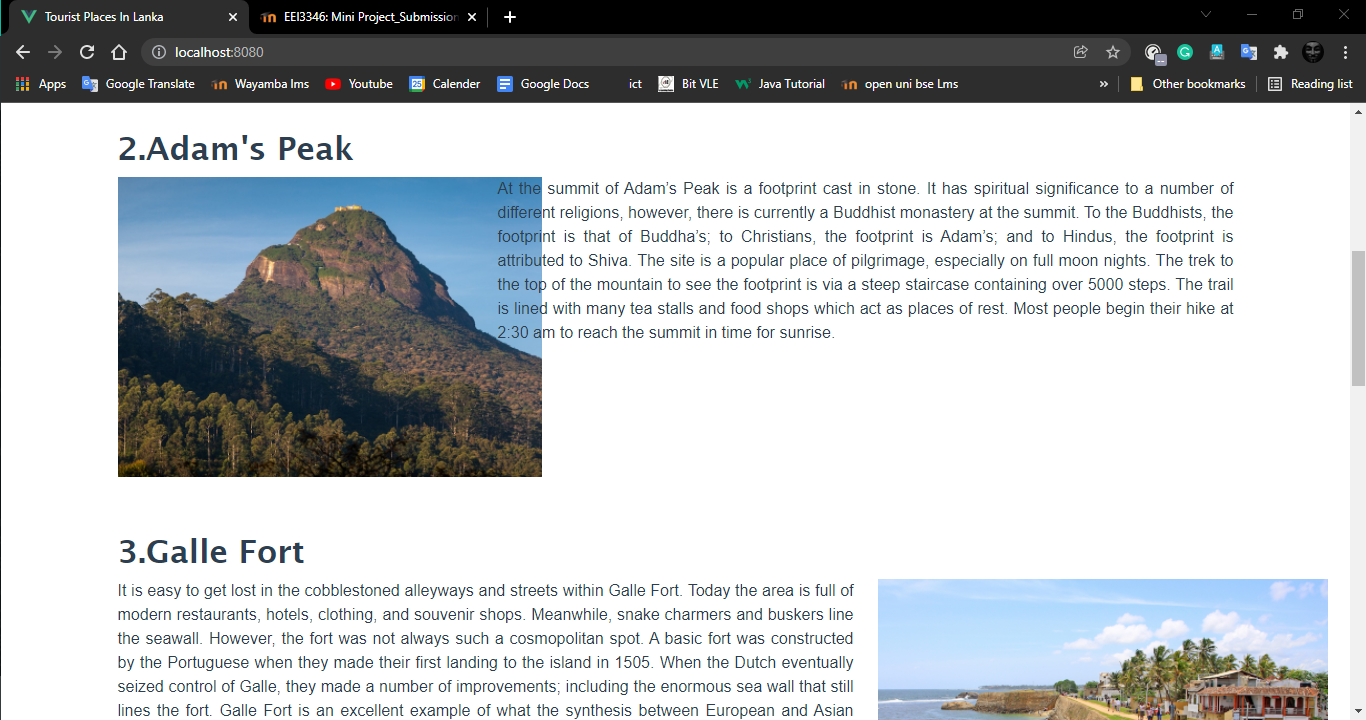 Tourist Places In Lanka
EEI3346: Mini Project_Submission
localhost:8080
Apps
Google Translate
Wayamba lms
Youtube
Calender
Google Docs
ict
Bit VLE
Java Tutorial
open uni bse Lms
»
Other bookmarks
Reading list
2.Adam's Peak
At the summit of Adam’s Peak is a footprint cast in stone. It has spiritual significance to a number of
different religions, however, there is currently a Buddhist monastery at the summit. To the Buddhists, the
footprint is that of Buddha’s; to Christians, the footprint is Adam’s; and to Hindus, the footprint is
attributed to Shiva. The site is a popular place of pilgrimage, especially on full moon nights. The trek to
the top of the mountain to see the footprint is via a steep staircase containing over 5000 steps. The trail
is lined with many tea stalls and food shops which act as places of rest. Most people begin their hike at
2:30 am to reach the summit in time for sunrise.
3.Galle Fort
It is easy to get lost in the cobblestoned alleyways and streets within Galle Fort. Today the area is full of
modern restaurants, hotels, clothing, and souvenir shops. Meanwhile, snake charmers and buskers line
the seawall. However, the fort was not always such a cosmopolitan spot. A basic fort was constructed
by the Portuguese when they made their first landing to the island in 1505. When the Dutch eventually
seized control of Galle, they made a number of improvements; including the enormous sea wall that still
lines the fort. Galle Fort is an excellent example of what the synthesis between European and Asian